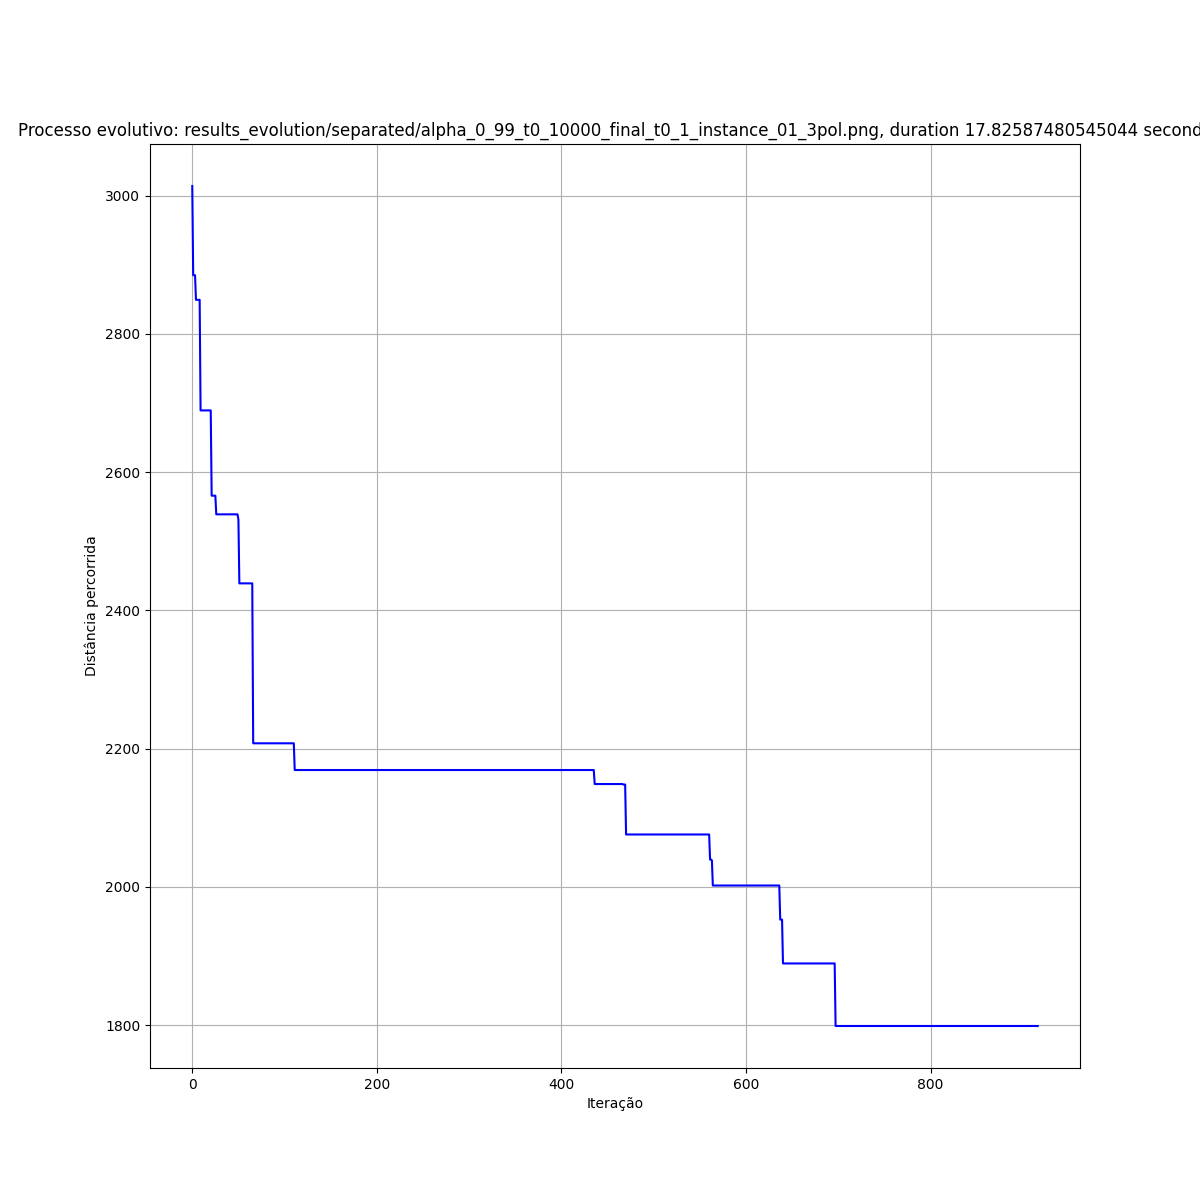 Processo evolutivo: results_evolution/separated/alpha_0_99_t0_10000_final_t0_1_instance_01_3pol.png, duration 17.82587480545044 second
3000
2800
2600
2400
2200
2000
1800
Distância percorrida
0 200 400 600 800
Iteração